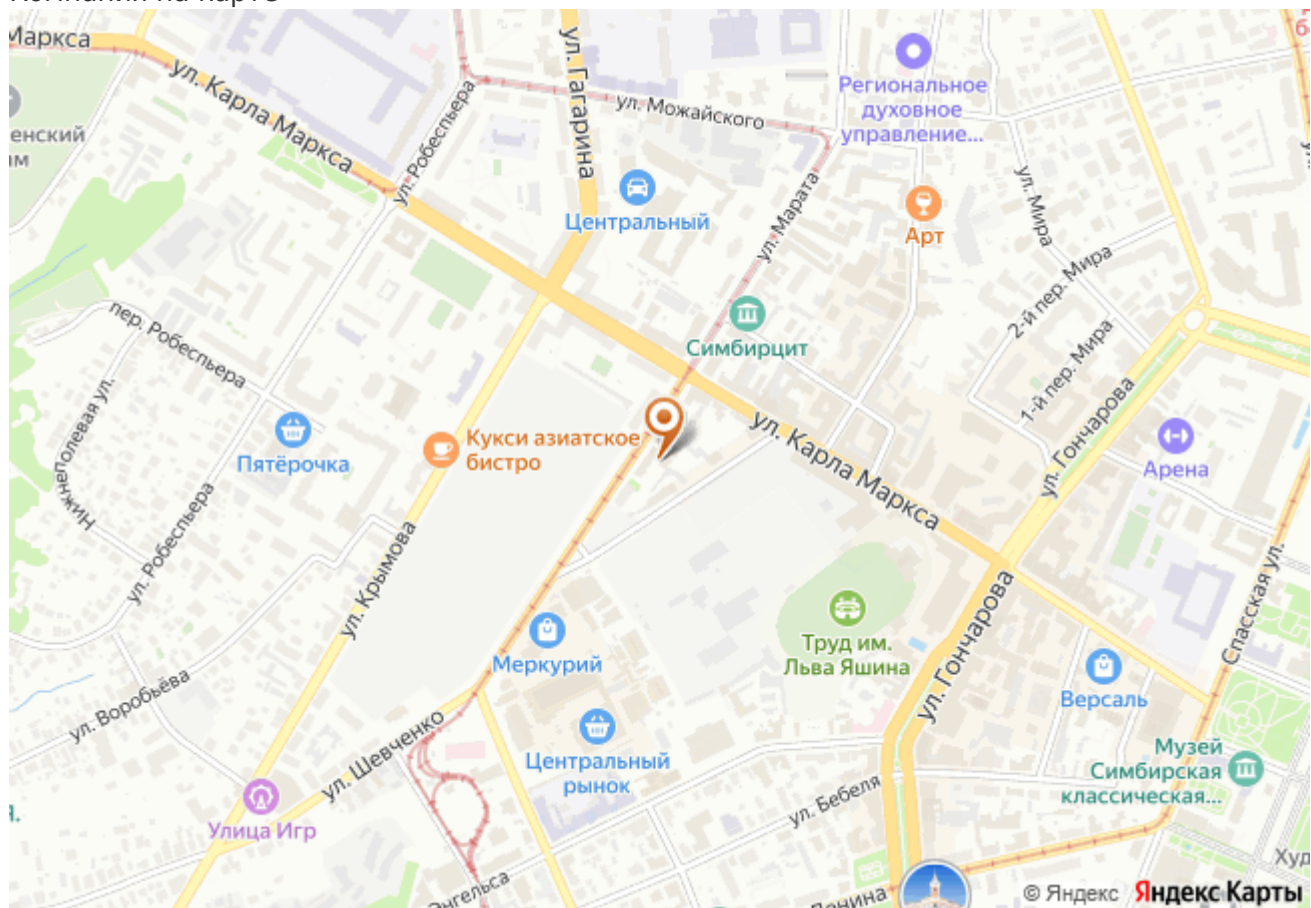 Маркса
ул. Карла Маркса
ул. Робеспьера
ул. Гагарина
ул. Можайского
Региональное
духовное
управление...
ул. Марата
ул. Мира
Центральный
Арт
2-й пер. Мира
1-й пер. Мира
пер. Робеспьера
Симбирцит
Нижнеполевая ул.
Пятёрочка
Кукси азиатское
бистро
ул. Карла Маркса
ул. Гончарова
Арена
ул. Робеспьера
ул. Крымова
Спасская ул.
Труд им.
Льва Яшина
Меркурий
ул. Гончарова
Версаль
ул. Воробьёва
ул. Шевченко
Центральный
рынок
Музей
Симбирская
классическая...
ул. Бебеля
Улица Игр
Энгельса
© Яндекс Яндекс Карты